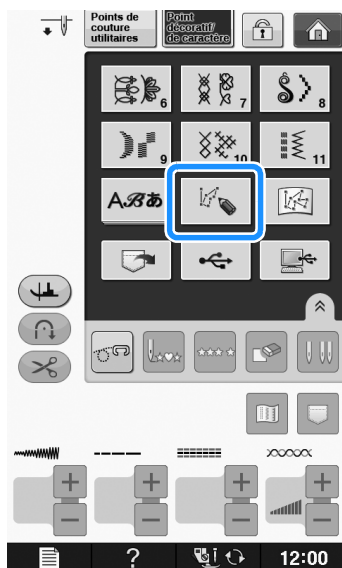 Points de
couture
utilitaires
Point
décoratif/
de caractère
6
7
8
9
10
11
ABあ
?
12:00